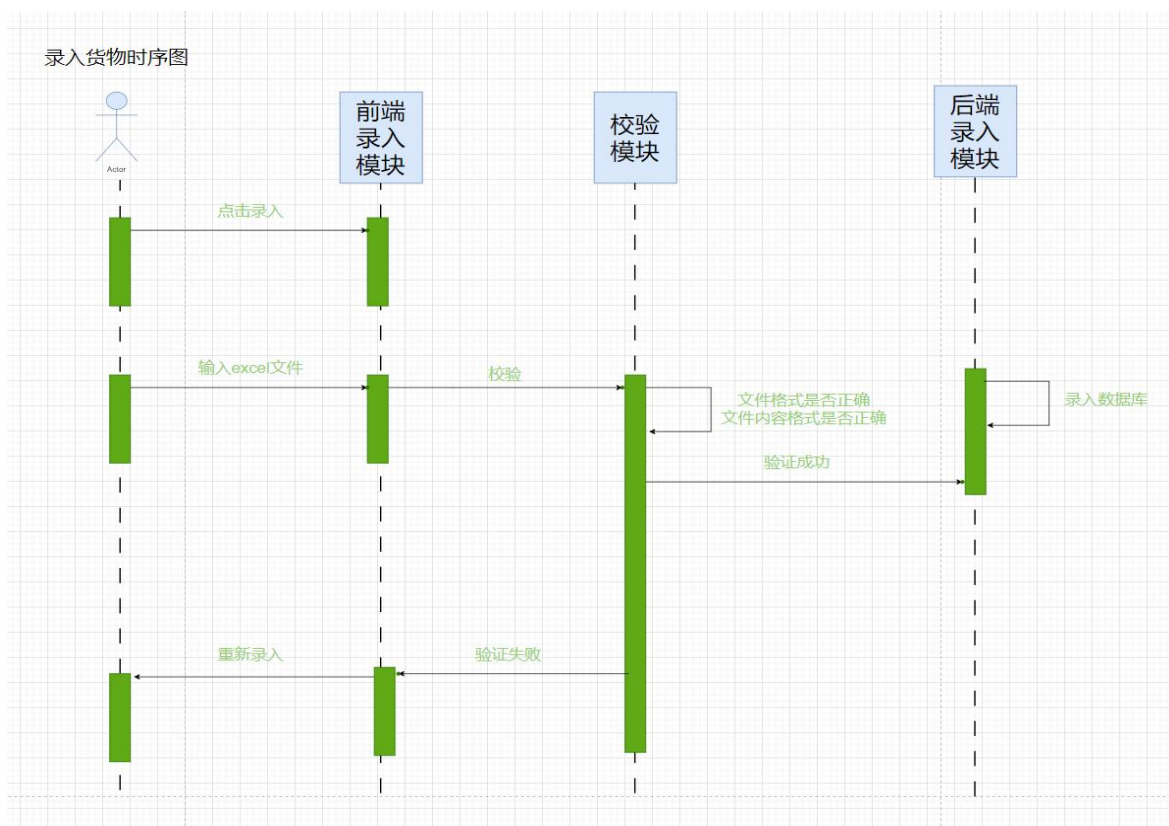 录入货物时序图
Actor
前端
录入
模块
校验
模块
后端
录入
模块
点击录入
输入excel文件
校验
文件格式是否正确
文件内容格式是否正确
录入数据库
验证成功
重新录入
验证失败